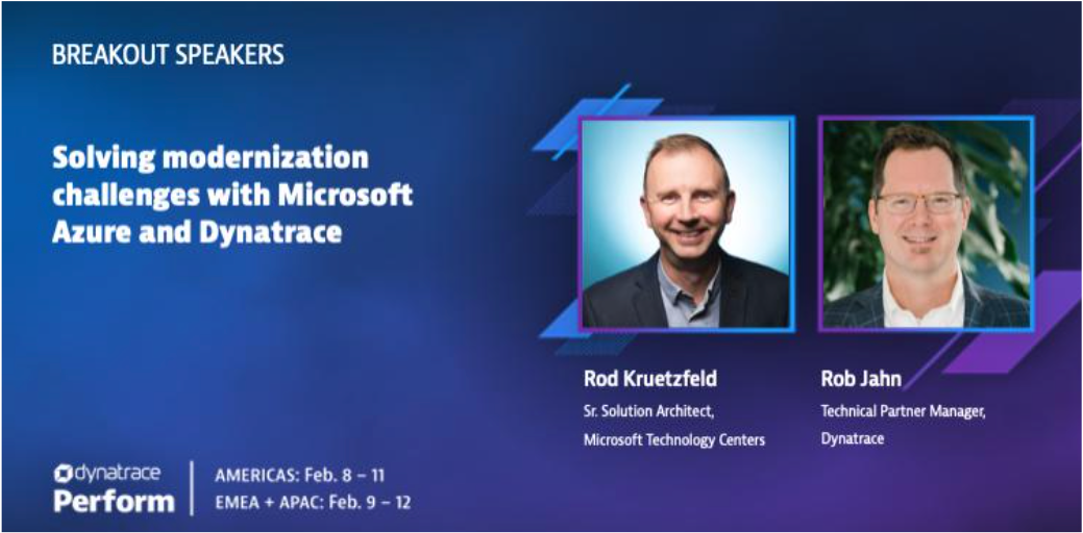 BREAKOUT SPEAKERS
Solving modernization
challenges with Microsoft
Azure and Dynatrace
Rod Kruetzfeld
Sr. Solution Architect,
Microsoft Technology Centers
Rob Jahn
Technical Partner Manager,
Dynatrace
dynatrace
Perform
AMERICAS: Feb. 8 – 11
EMEA + APAC: Feb. 9 – 12